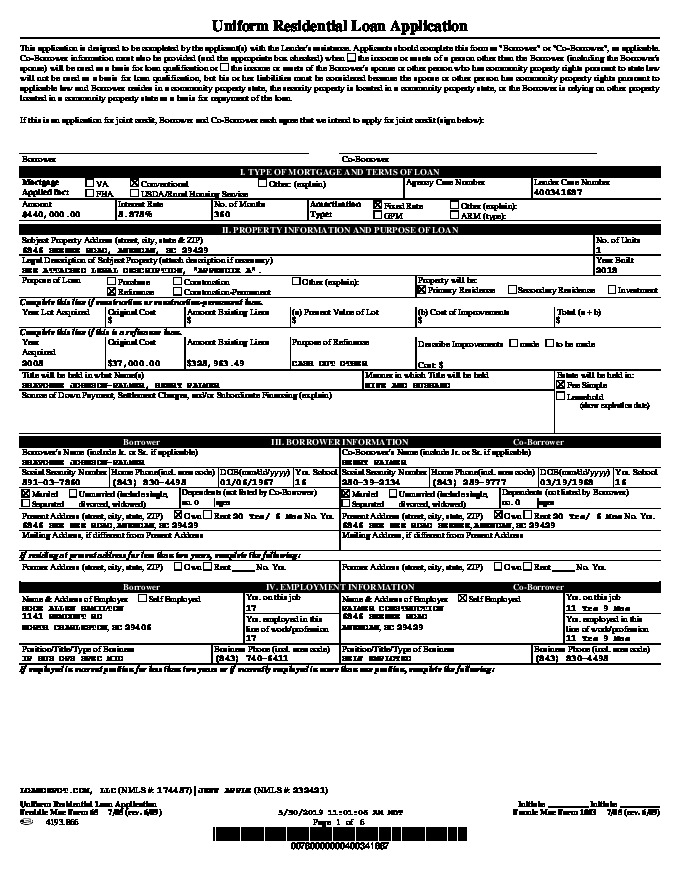 Uniform Residential Loan Application
This application is designed to be completed by the applicant(s) with the Lender's assistance. Applicants should complete this form as "Borrower" or "Co-Borrower", as applicable.
Co-Borrower information must also be provided (and the appropriate box checked) when the income or assets of a person other than the Borrower (including the Borrower's
spouse) will be used as a basis for loan qualification or the income or assets of the Borrower's spouse or other person who has community property rights pursuant to state law
will not be used as a basis for loan qualification, but his or her liabilities must be considered because the spouse or other person has community property rights pursuant to
applicable law and Borrower resides in a community property state, the security property is located in a community property state, or the Borrower is relying on other property
located in a community property state as a basis for repayment of the loan.
If this is an application for joint credit, Borrower and Co-Borrower each agree that we intend to apply for joint credit (sign below):
Borrower Co-Borrower
I. TYPE OF MORTGAGE AND TERMS OF LOAN
Mortgage VA Conventional Other: (explain) Agency Case Number Lender Case Number
Applied for: FHA USDA/Rural Housing Service 400341687
Amount Interest Rate No. of Months Amortization Fixed Rate Other (explain):
$440,000.00 360 Type: GPM ARM (type):
II. PROPERTY INFORMATION AND PURPOSE OF LOAN
Subject Property Address (street, city, state & ZIP) No. of Units
6846 SEEWEE ROAD, AWENDAW, SC 29429 1
Legal Description of Subject Property (attach description if necessary) Year Built
SEE ATTACHED LEGAL DESCRIPTION, "APPENDIX A". 2018
Purpose of Loan Purchase Construction Other (explain): Property will be:
Refinance Construction-Permanent Primary Residence Secondary Residence Investment
Complete this line if construction or construction-permanent loan.
Year Lot Acquired Original Cost Amount Existing Liens (a) Present Value of Lot (b) Cost of Improvements Total (a + b)
$ $ $ $ $
Complete this line if this is a refinance loan.
Year Original Cost Amount Existing Liens Purpose of Refinance Describe Improvements made to be made
Acquired
2008 $37,000.00 $328,963.49 CASH OUT OTHER Cost: $
Title will be held in what Name(s) Manner in which Title will be held Estate will be held in:
JOHNSON-PALMER, HENRY PALMER WIFE AND HUSBAND Fee Simple
Source of Down Payment, Settlement Charges, and/or Subordinate Financing (explain) Leasehold
(show expiration date)
Borrower III. BORROWER INFORMATION Co-Borrower
Borrower's Name (include Jr. or Sr. if applicable) Co-Borrower's Name (include Jr. or Sr. if applicable)
JOHNSON-PALMER HENRY PALMER
Social Security Number Home Phone(incl. area code) DOB(mm/dd/yyyy) Yrs. School Social Security Number Home Phone(incl. area code) DOB(mm/dd/yyyy) Yrs. School
891-03-7860 (843) 830-4498 01/06/1967 16 280-39-2134 (843) 289-9777 03/19/1968 16
Married Unmarried (include single, Dependents (not listed by Co-Borrower) Married Unmarried (include single, Dependents (not listed by Borrower)
Separated divorced, widowed) no. 0 ages Separated divorced, widowed) no. 0 ages
Present Address (street, city, state, ZIP) Own Rent 20 Yrs/ 6 Mos No. Yrs. Present Address (street, city, state, ZIP) Own Rent 20 Yrs/ 6 Mos No. Yrs.
6846 SEE WEE ROAD, AWENDAW, SC 29429 6846 SEE WEE ROAD SEEWEE, AWENDAW, SC 29429
Mailing Address, if different from Present Address Mailing Address, if different from Present Address
If residing at present address for less than two years, complete the following:
Former Address (street, city, state, ZIP) Own Rent No. Yrs. Former Address (street, city, state, ZIP) Own Rent No. Yrs.
Borrower IV. EMPLOYMENT INFORMATION Co-Borrower
Name & Address of Employer Self Employed Yrs. on this job Name & Address of Employer Self Employed Yrs. on this job
BOOZ ALLEN HAMILTON 17 PALMER CONSTRUCTION 11 Yrs 9 Mos
1141 REMOUNT RD Yrs. employed in this 6846 SEEWEE ROAD Yrs. employed in this
NORTH CHARLESTON, SC 29406 line of work/profession AWENDAW, SC 29429 line of work/profession
17 11 Yrs 9 Mos
Position/Title/Type of Business Business Phone (incl. area code) Position/Title/Type of Business Business Phone (incl. area code)
(843) 740-6411 SELF EMPLOYED (843) 830-4498
If employed in current position for less than two years or if currently employed in more than one position, complete the following:
LOANDEPOT.COM, LLC (NMLS #: 174457) | JEFF APPLE (NMLS #: 232421)
Uniform Residential Loan Application Initials: Initials:
Freddie Mac Form 65 7/05 (rev. 6/09) 5/30/2019 11:01:06 AM MDT Fannie Mae Form 1003 7/05 (rev. 6/09)
4193.866 Page 1 of 6